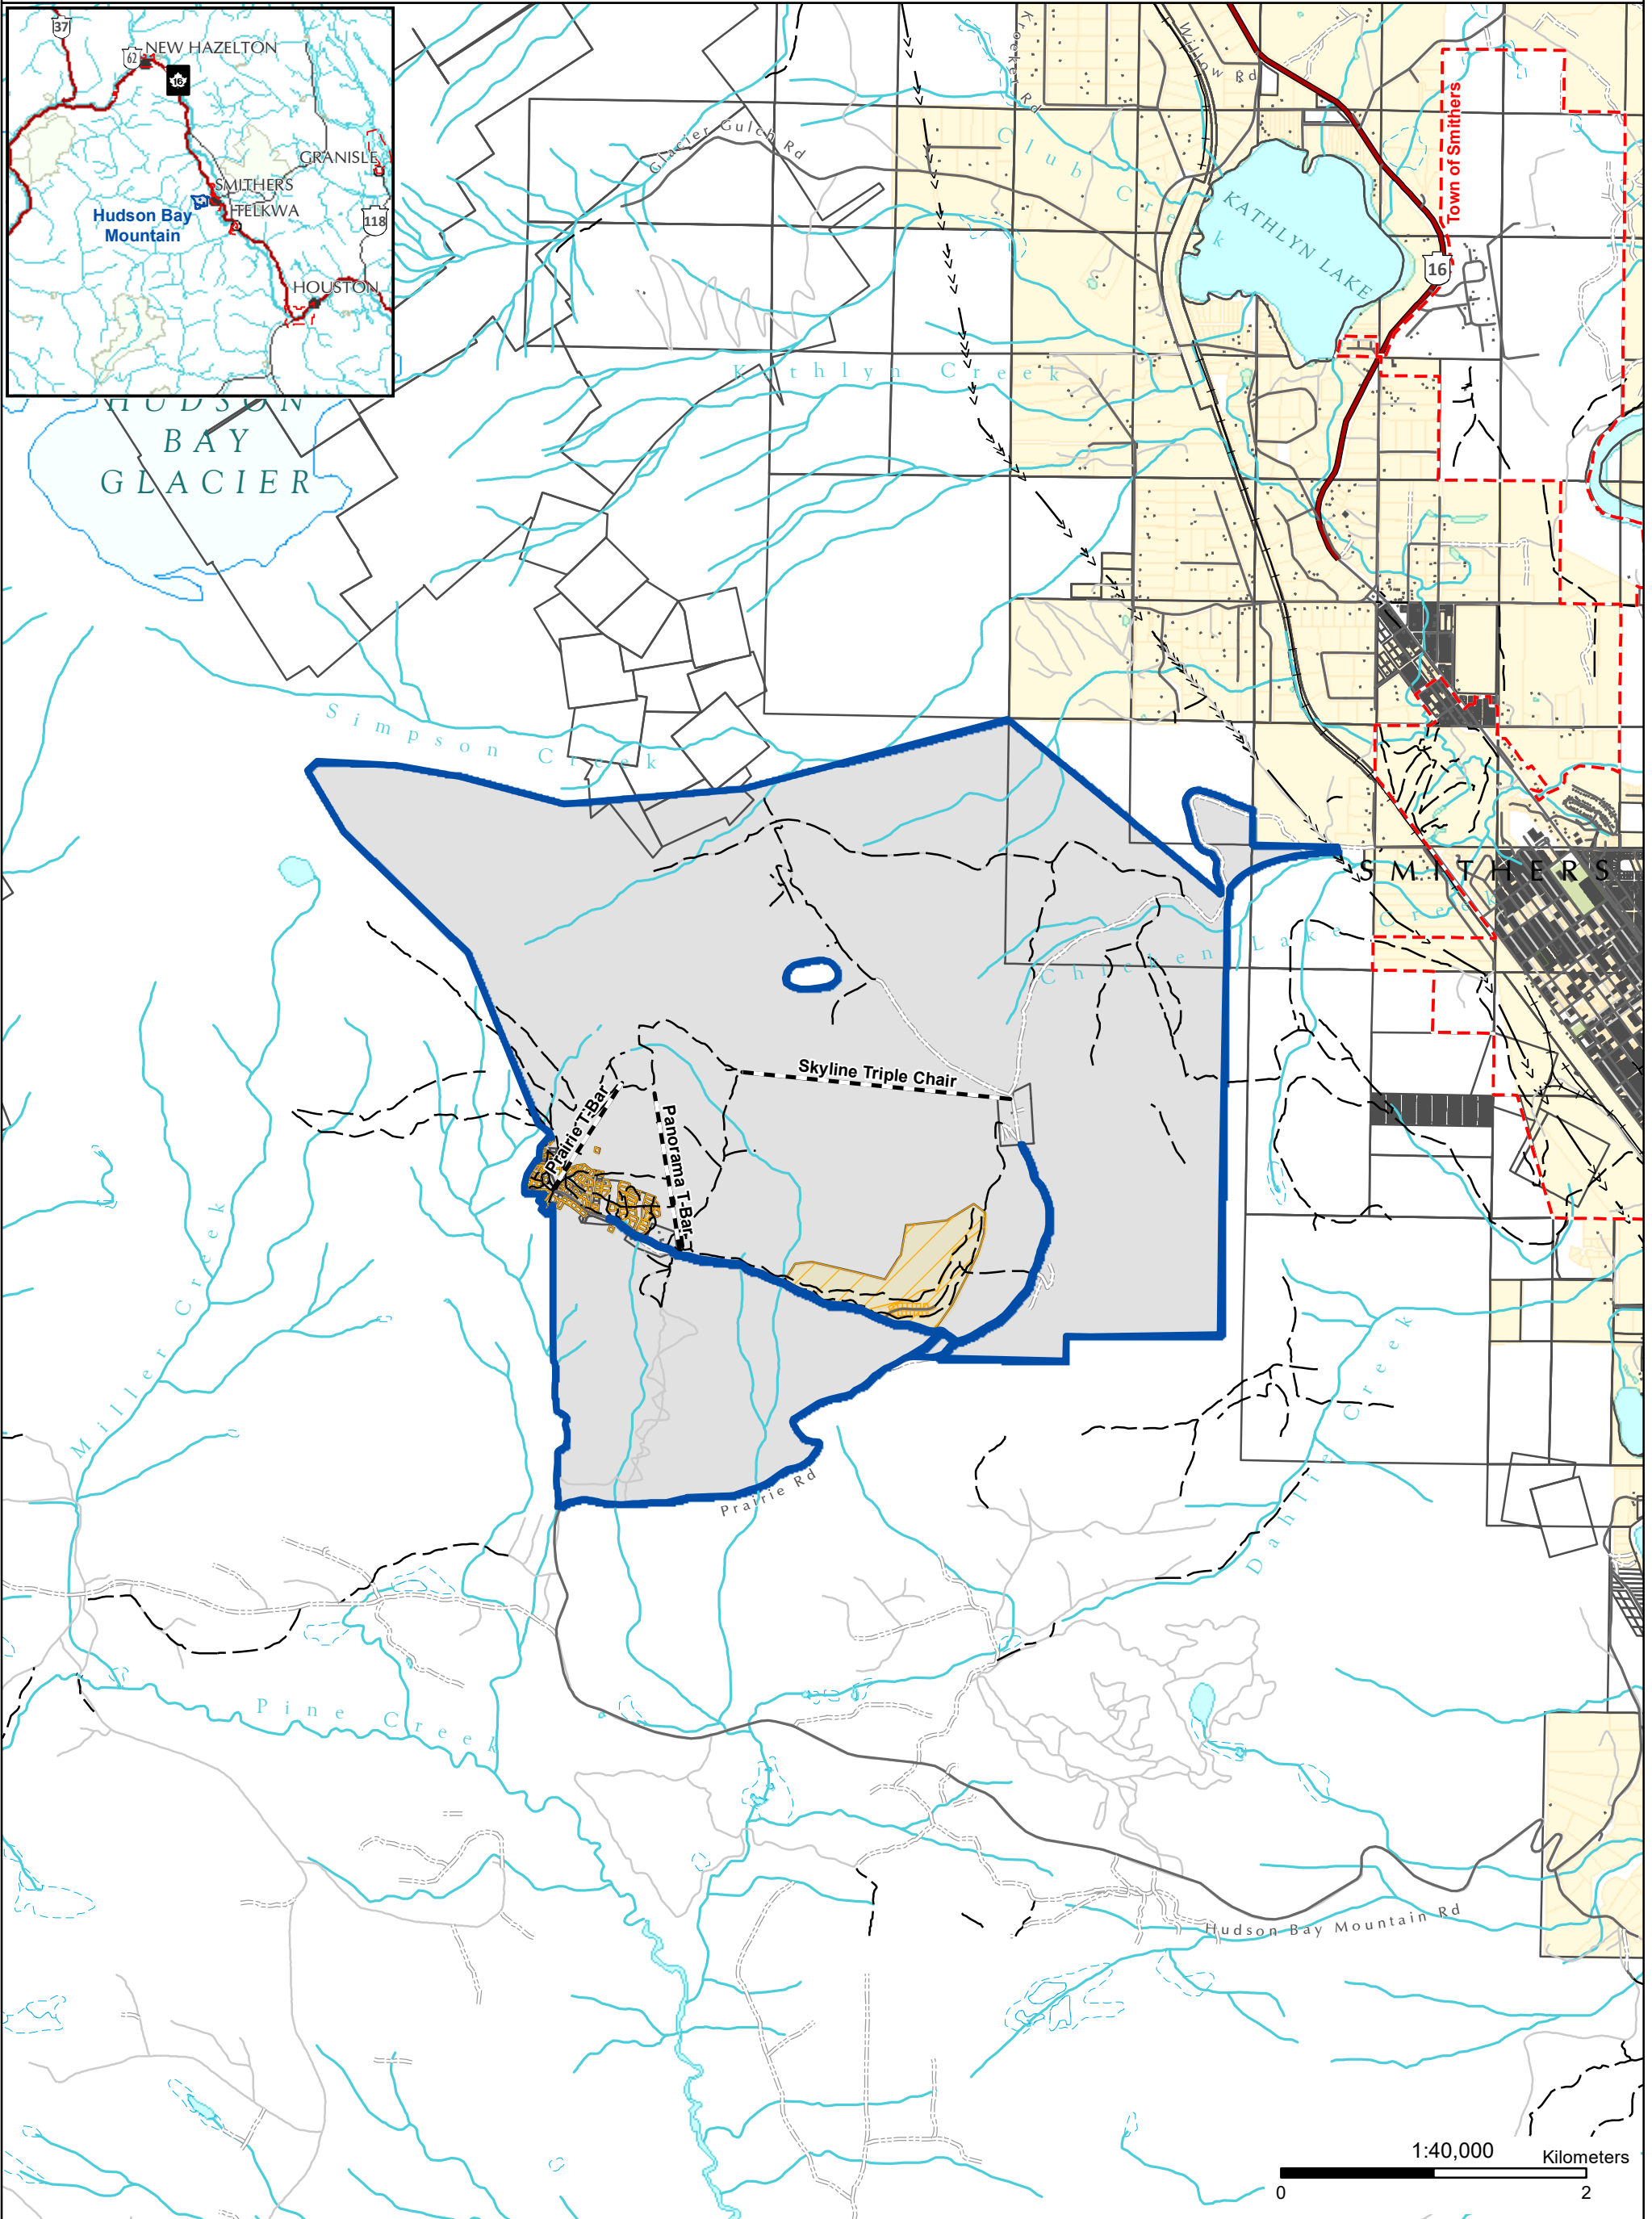 37
62
NEW HAZELTON
16
GRANISLE
SMITHERS
TELKWA
118
Hudson Bay
Mountain
HOUSTON
HUDSON
BAY
GLACIER
Kroeker Rd
Willow Rd
Glacier Gulch Rd
Club Creek
KATHLYN LAKE
Town of Smithers
16
Kathlyn Creek
Simpson Creek
SMITHERS
Chicken Lake Creek
Skyline Triple Chair
Prairie T-Bar
Panorama T-Bar
Miller Creek
Prairie Rd
Dahlie Creek
Pine Creek
Hudson Bay Mountain Rd
1:40,000
Kilometers
0 2